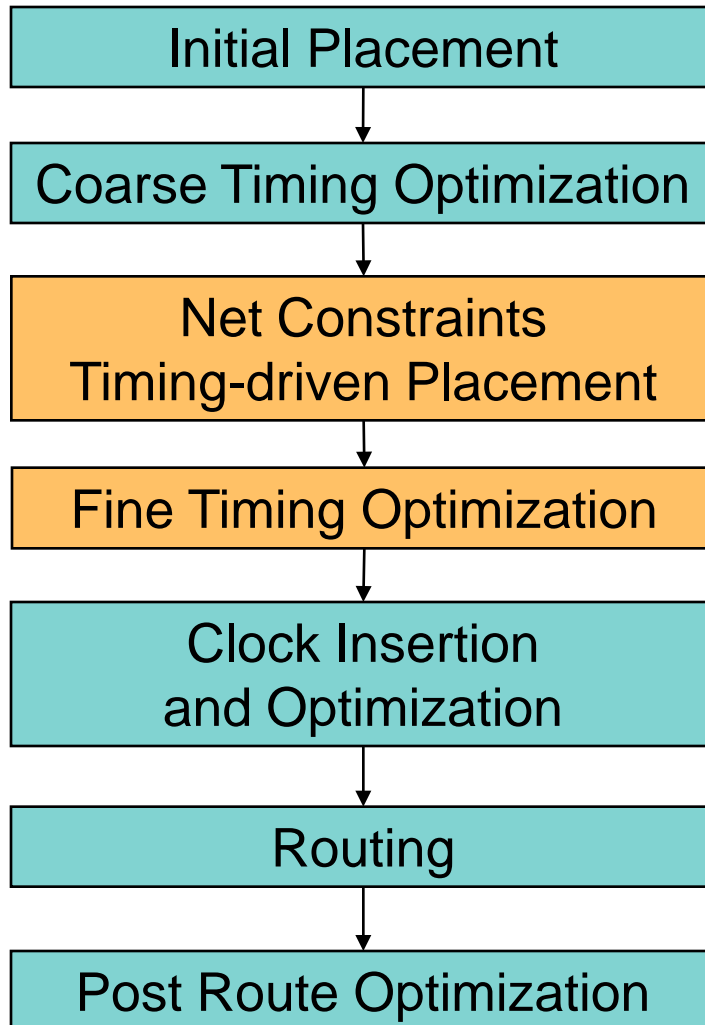 Initial Placement
Coarse Timing Optimization
Net Constraints
Timing-driven Placement
Fine Timing Optimization
Clock Insertion
and Optimization
Routing
Post Route Optimization